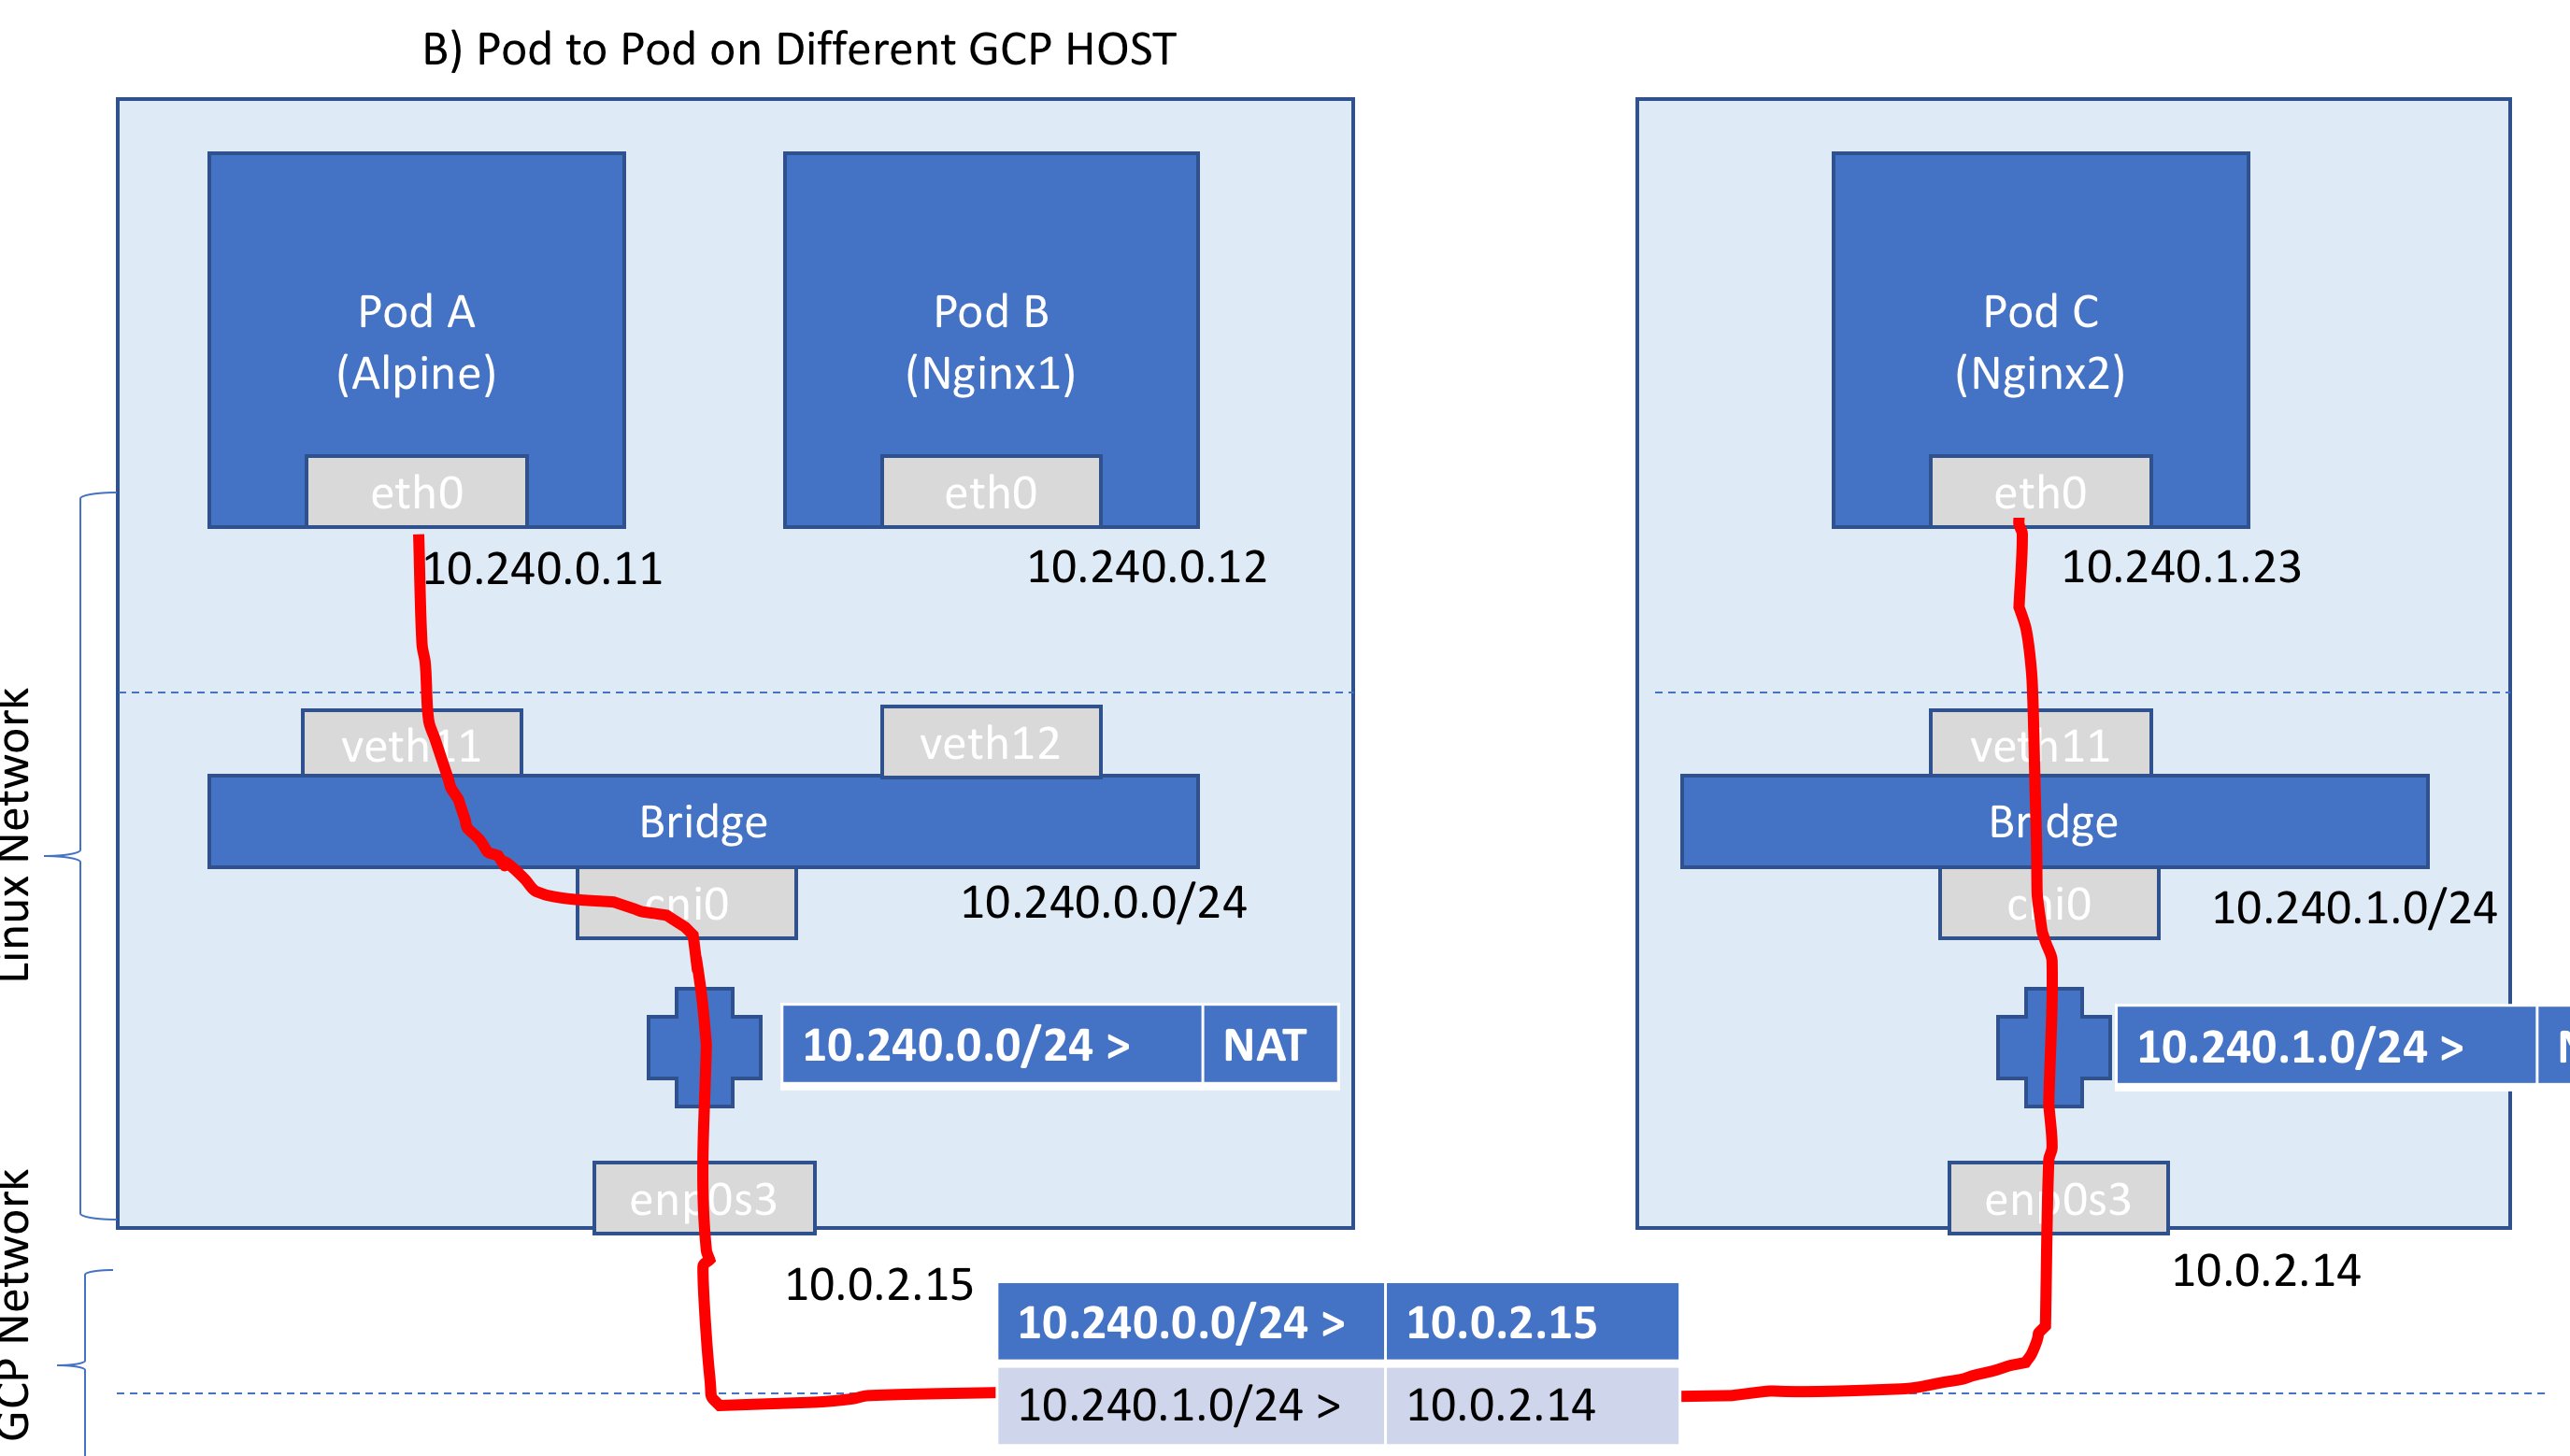 B) Pod to Pod on Different GCP HOST
Pod A
(Alpine)
eth0
10.240.0.11
Pod B
(Nginx1)
eth0
10.240.0.12
Pod C
(Nginx2)
eth0
10.240.1.23
Linux Network
veth11
veth12
Bridge
cni0
10.240.0.0/24
veth11
Bridge
cni0
10.240.1.0/24
10.240.0.0/24 >
NAT
10.240.1.0/24 >
enp0s3
10.0.2.15
enp0s3
10.0.2.14
GCP Network
10.240.0.0/24 >
10.0.2.15
10.240.1.0/24 >
10.0.2.14